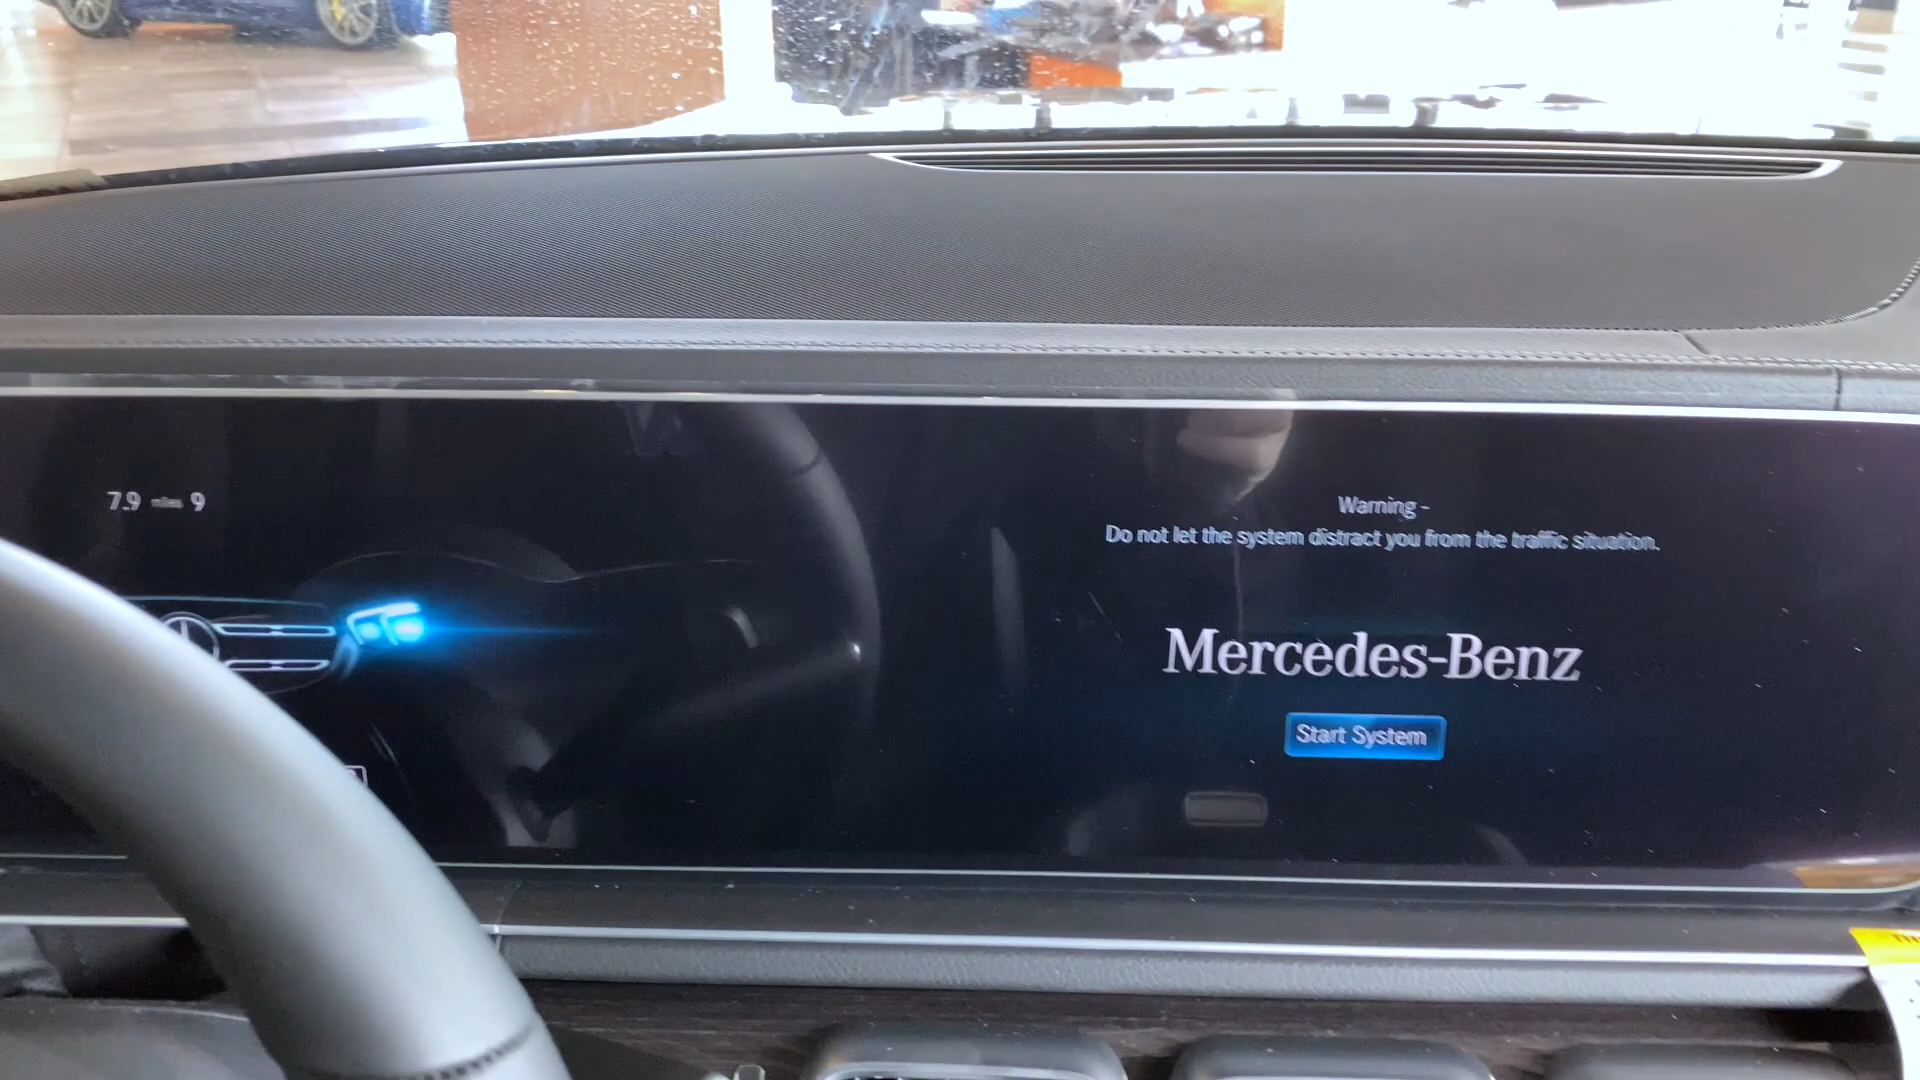 7.9 miles 9
Warning -
Do not let the system distract you from the traffic situation.
Mercedes-Benz
Start System